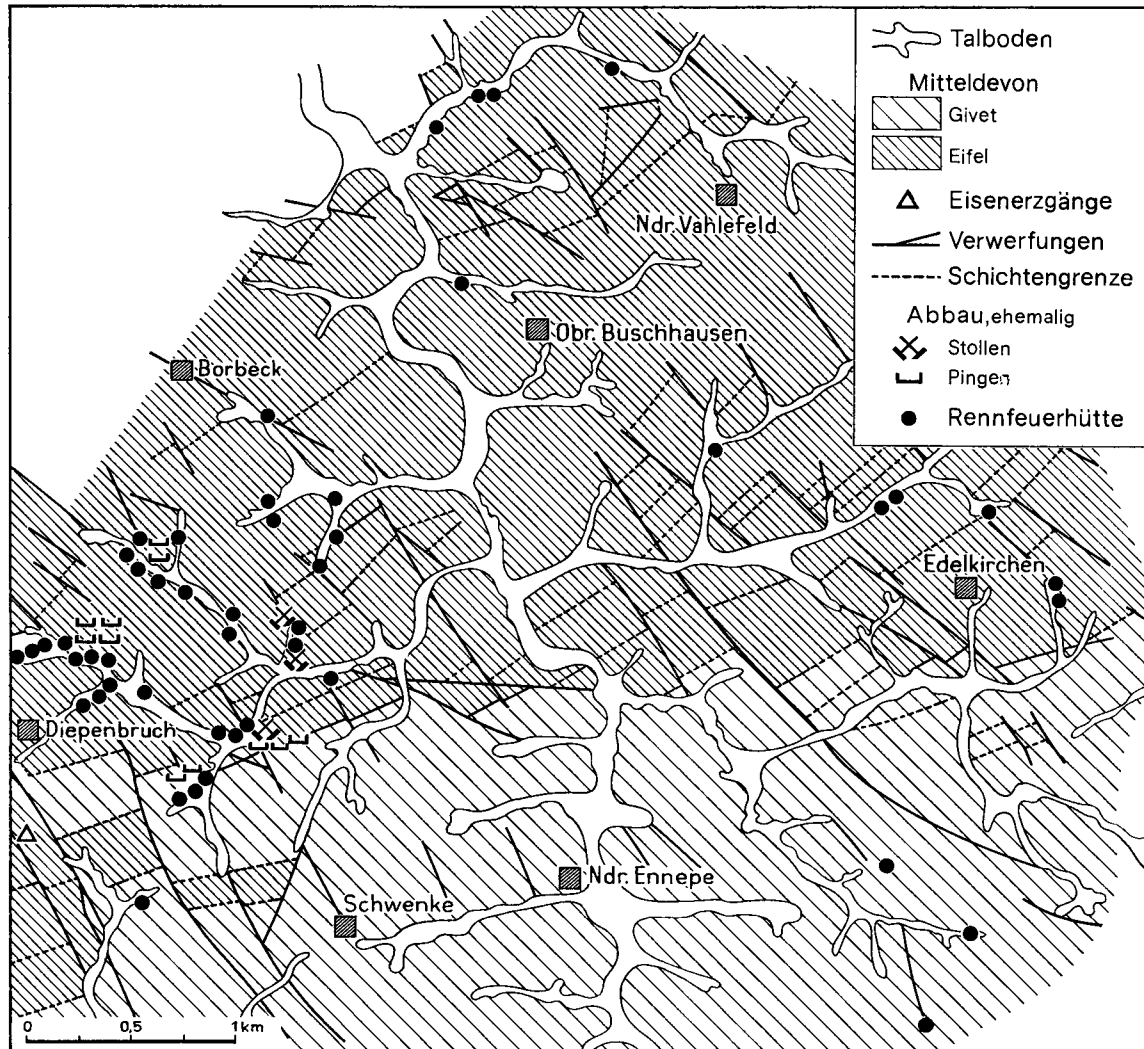 Talboden
Mitteldevon
Givet
Eifel
Eisenerzgänge
Verwerfungen
Schichtengrenze
Abbau, ehemalig
Stollen
Pingen
Rennfeuerhütte
Ndr. Vahlefeld
Obr. Buschhausen
Borbeck
Edelkirchen
Diepenbruch
Ndr. Ennepe
Schwenke
0 0,5 1km